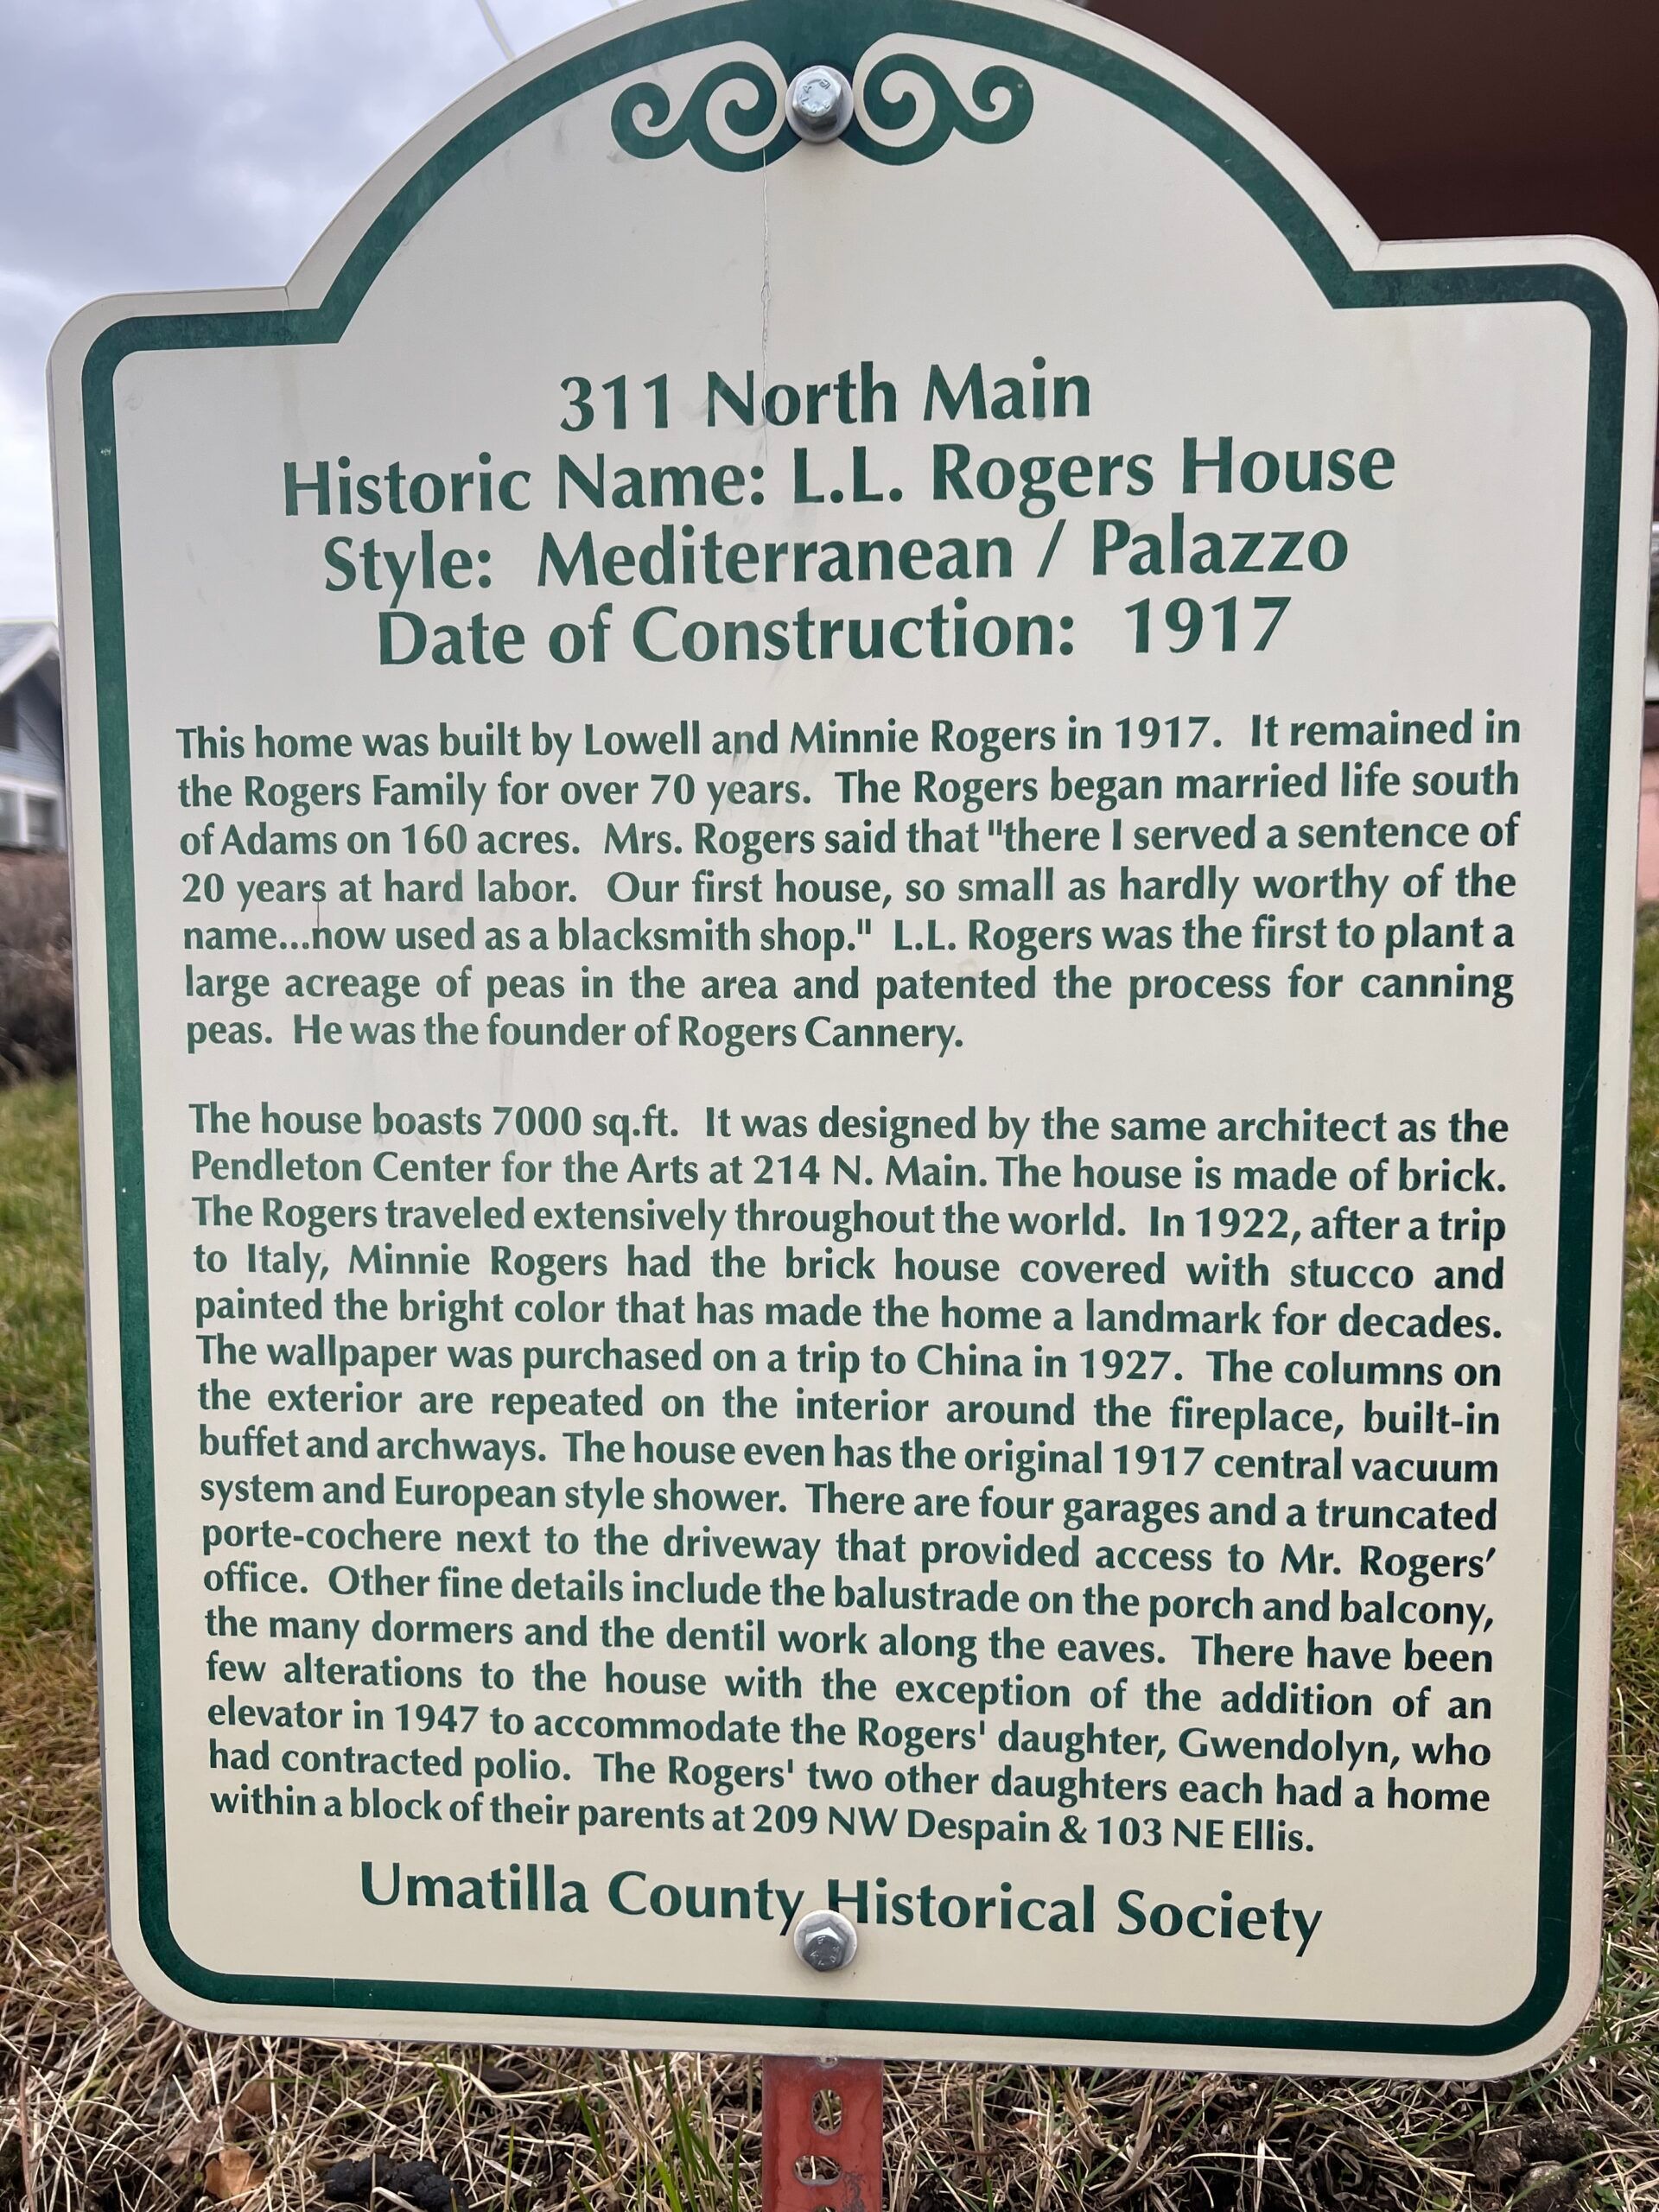 311 North Main
Historic Name: L.L. Rogers House
Style: Mediterranean / Palazzo
Date of Construction: 1917
This home was built by Lowell and Minnie Rogers in 1917. It remained in
the Rogers Family for over 70 years. The Rogers began married life south
of Adams on 160 acres. Mrs. Rogers said that "there I served a sentence of
20 years at hard labor. Our first house, so small as hardly worthy of the
name...now used as a blacksmith shop." L.L. Rogers was the first to plant a
large acreage of peas in the area and patented the process for canning
peas. He was the founder of Rogers Cannery.
The house boasts 7000 sq.ft. It was designed by the same architect as the
Pendleton Center for the Arts at 214 N. Main. The house is made of brick.
The Rogers traveled extensively throughout the world. In 1922, after a trip
to Italy, Minnie Rogers had the brick house covered with stucco and
painted the bright color that has made the home a landmark for decades.
The wallpaper was purchased on a trip to China in 1927. The columns on
the exterior are repeated on the interior around the fireplace, built-in
buffet and archways. The house even has the original 1917 central vacuum
system and European style shower. There are four garages and a truncated
porte-cochere next to the driveway that provided access to Mr. Rogers’
office. Other fine details include the balustrade on the porch and balcony,
the many dormers and the dentil work along the eaves. There have been
few alterations to the house with the exception of the addition of an
elevator in 1947 to accommodate the Rogers' daughter, Gwendolyn, who
had contracted polio. The Rogers' two other daughters each had a home
within a block of their parents at 209 NW Despain & 103 NE Ellis.
Umatilla County Historical Society